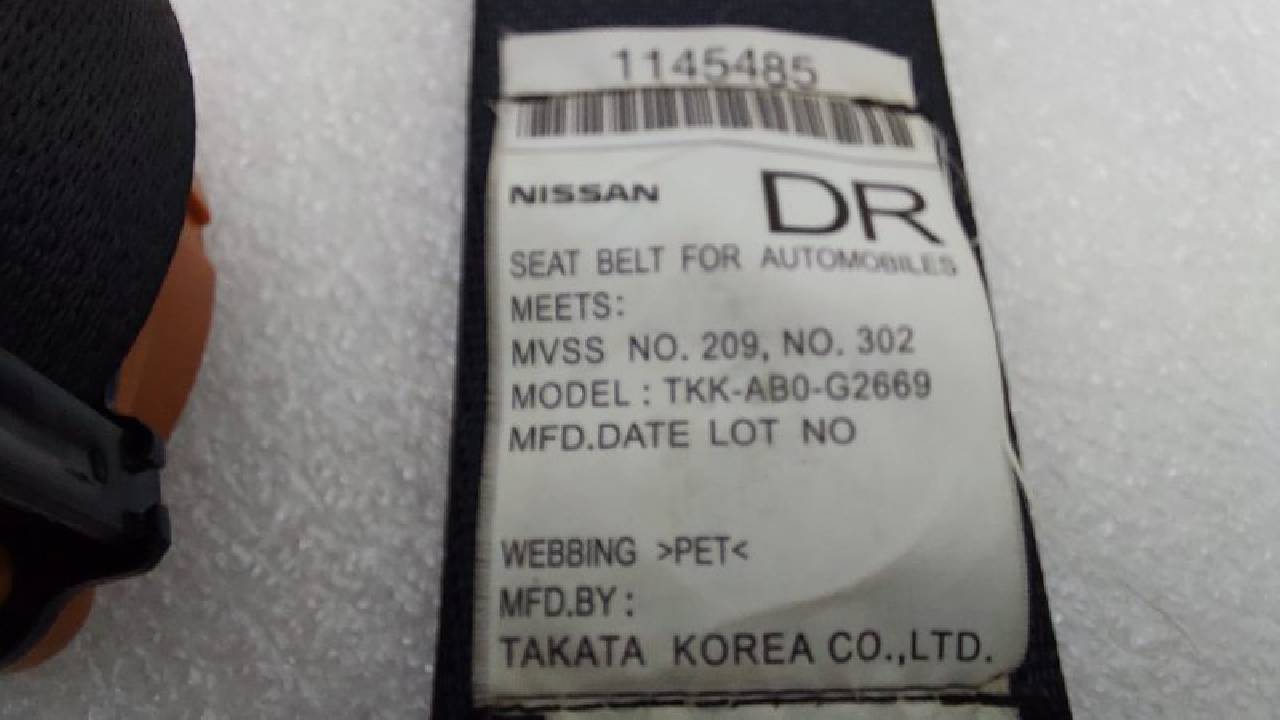 1145485
NISSAN DR
SEAT BELT FOR AUTOMOBILES
MEETS:
MVSS NO. 209, NO. 302
MODEL : TKK-AB0-G2669
MFD.DATE LOT NO
WEBBING >PET<
MFD.BY :
TAKATA KOREA CO.,LTD.